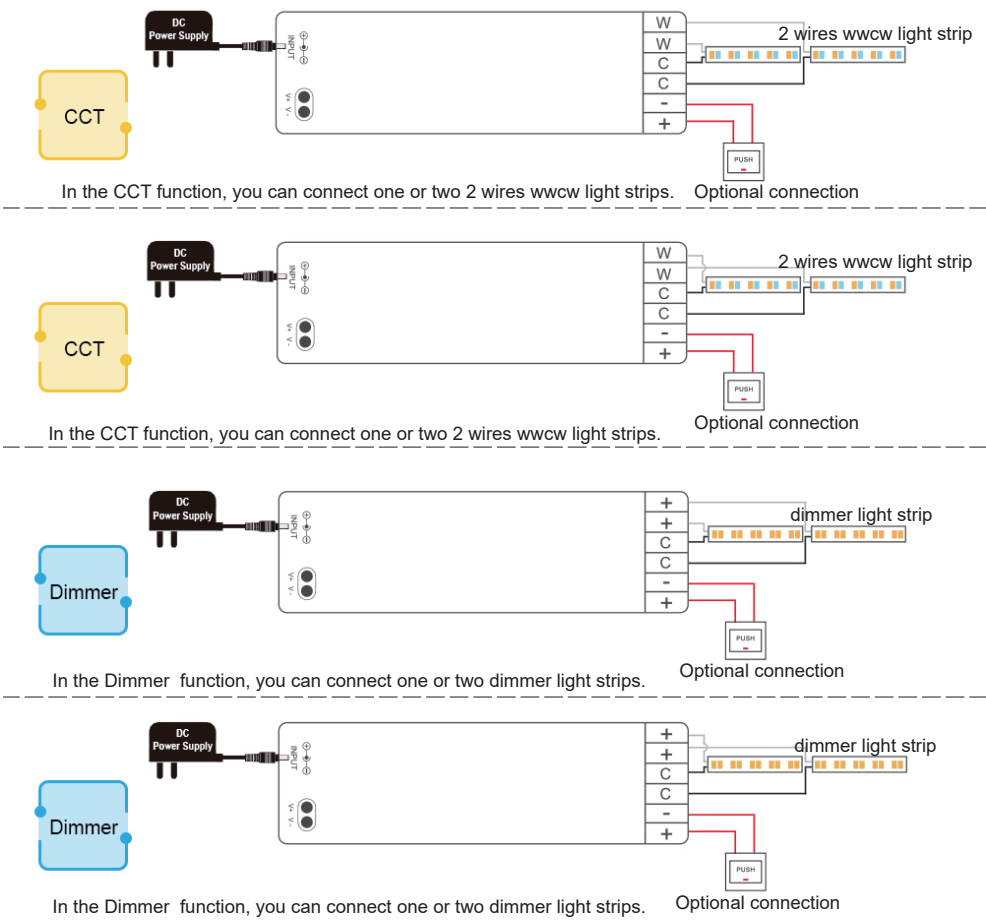 DC
Power Supply
INPUT
V+ V-
W
W
C
C
-
+
2 wires wwcw light strip
CCT
PUSH
In the CCT function, you can connect one or two 2 wires wwcw light strips.
Optional connection
DC
Power Supply
INPUT
V+ V-
W
W
C
C
-
+
2 wires wwcw light strip
CCT
PUSH
In the CCT function, you can connect one or two 2 wires wwcw light strips.
Optional connection
DC
Power Supply
INPUT
V+ V-
+
+
C
C
-
+
dimmer light strip
Dimmer
PUSH
In the Dimmer function, you can connect one or two dimmer light strips.
Optional connection
DC
Power Supply
INPUT
V+ V-
+
+
C
C
-
+
dimmer light strip
Dimmer
PUSH
In the Dimmer function, you can connect one or two dimmer light strips.
Optional connection